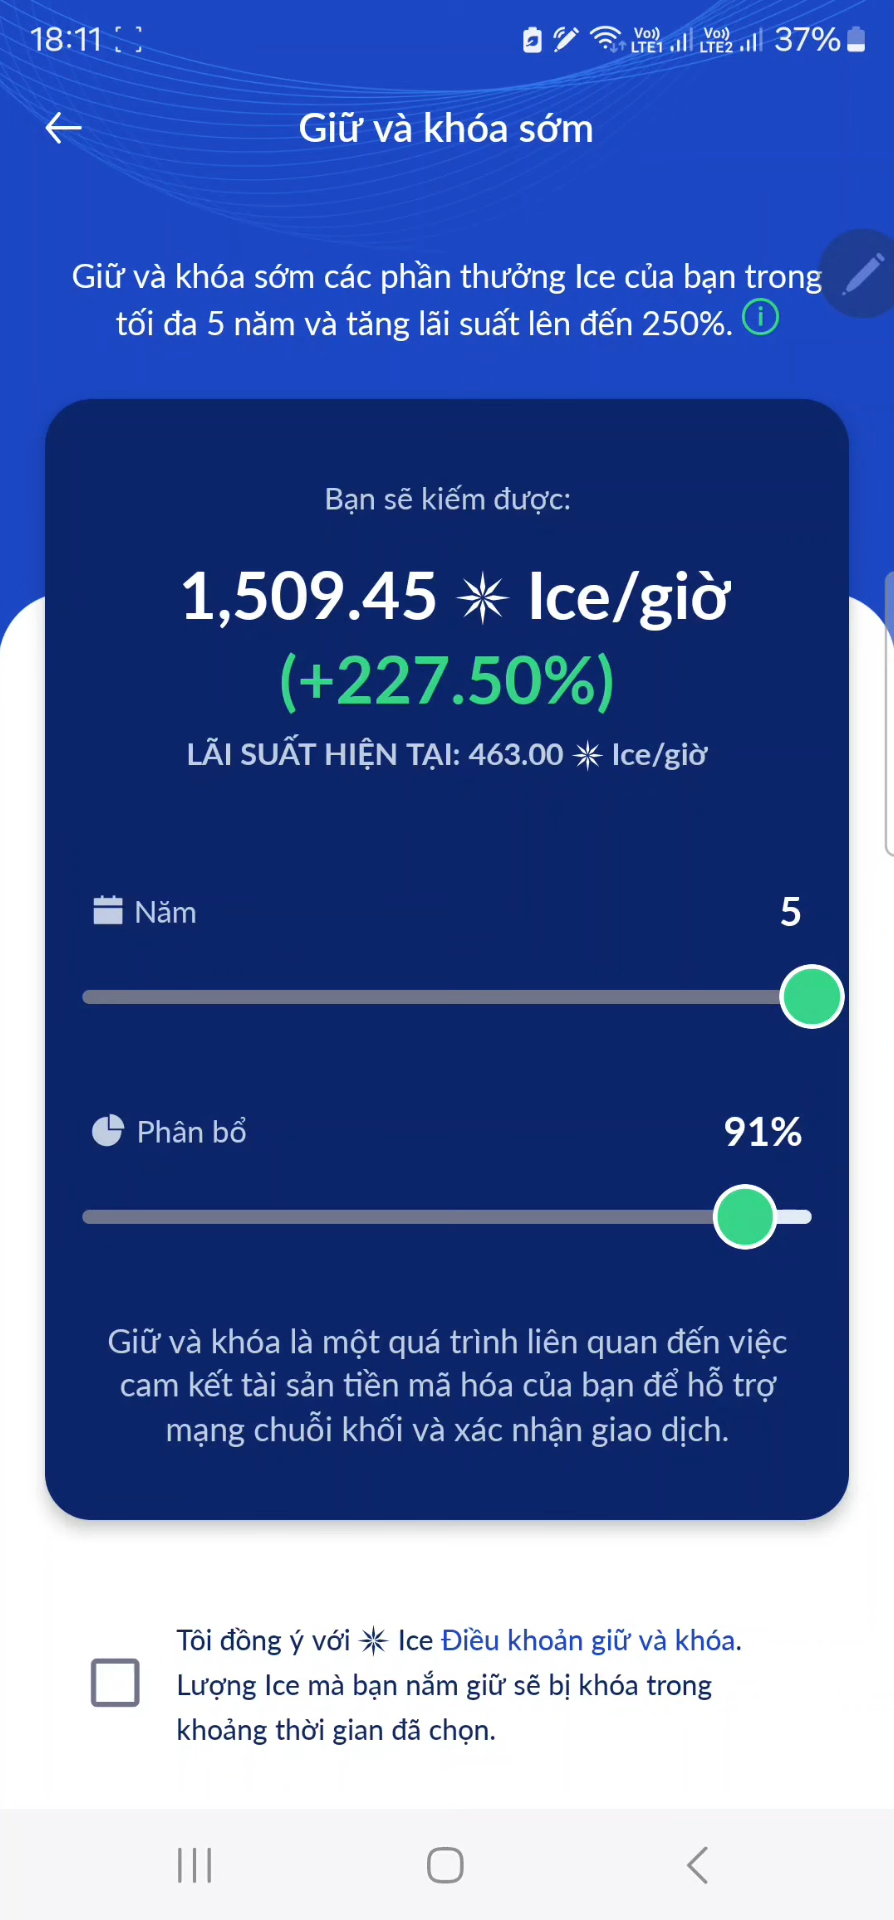 18:11
Vo)) LTE1 Vo)) LTE2 37%
Giữ và khóa sớm
Giữ và khóa sớm các phần thưởng Ice của bạn trong
tối đa 5 năm và tăng lãi suất lên đến 250%.
Bạn sẽ kiếm được:
1,509.45 Ice/giờ
(+227.50%)
LÃI SUẤT HIỆN TẠI: 463.00 Ice/giờ
Năm 5
Phân bổ 91%
Giữ và khóa là một quá trình liên quan đến việc
cam kết tài sản tiền mã hóa của bạn để hỗ trợ
mạng chuỗi khối và xác nhận giao dịch.
Tôi đồng ý với Ice Điều khoản giữ và khóa.
Lượng Ice mà bạn nắm giữ sẽ bị khóa trong
khoảng thời gian đã chọn.